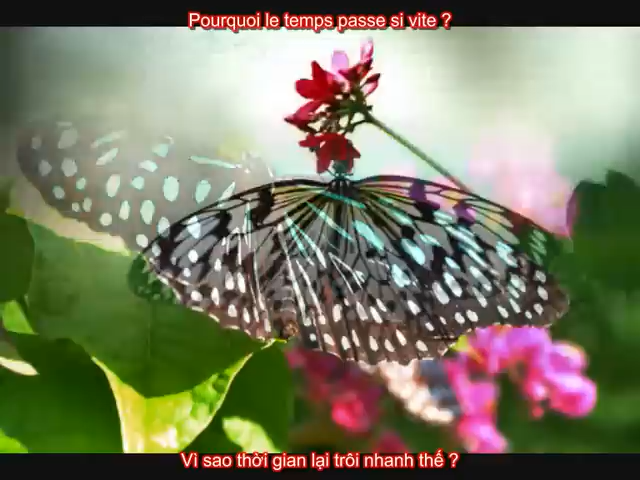 Pourquoi le temps passe si vite ?
Vì sao thời gian lại trôi nhanh thế ?